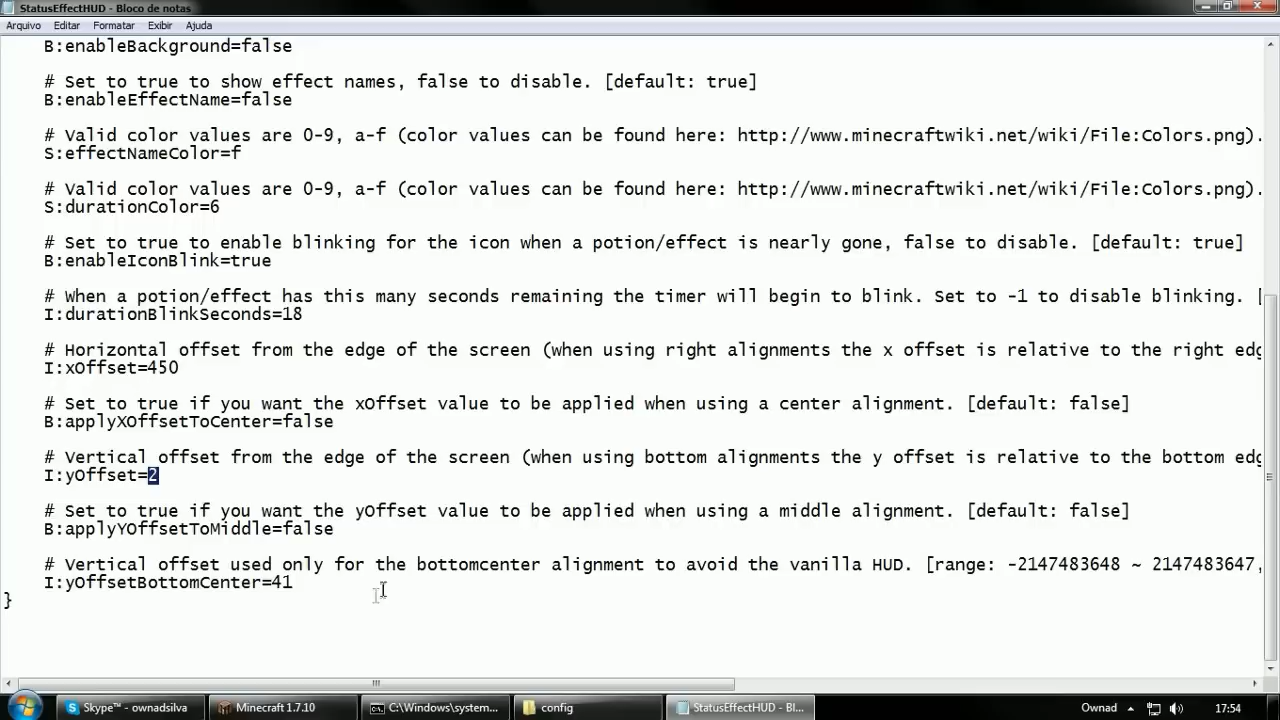 StatusEffectHUD - Bloco de notas
Arquivo Editar Formatar Exibir Ajuda
B:enableBackground=false
# Set to true to show effect names, false to disable. [default: true]
B:enableEffectName=false
# Valid color values are 0-9, a-f (color values can be found here: http://www.minecraftwiki.net/wiki/File:Colors.png).
S:effectNameColor=f
# Valid color values are 0-9, a-f (color values can be found here: http://www.minecraftwiki.net/wiki/File:Colors.png).
S:durationColor=6
# Set to true to enable blinking for the icon when a potion/effect is nearly gone, false to disable. [default: true]
B:enableIconBlink=true
# When a potion/effect has this many seconds remaining the timer will begin to blink. Set to -1 to disable blinking. [
I:durationBlinkSeconds=18
# Horizontal offset from the edge of the screen (when using right alignments the x offset is relative to the right edg
I:xOffset=450
# Set to true if you want the xOffset value to be applied when using a center alignment. [default: false]
B:applyXOffsetToCenter=false
# Vertical offset from the edge of the screen (when using bottom alignments the y offset is relative to the bottom edg
I:yOffset=2
# Set to true if you want the yOffset value to be applied when using a middle alignment. [default: false]
B:applyYOffsetToMiddle=false
# Vertical offset used only for the bottomcenter alignment to avoid the vanilla HUD. [range: -2147483648 ~ 2147483647,
I:yOffsetBottomCenter=41
}
Skype™ - ownadsilva Minecraft 1.7.10 C:\Windows\system... config StatusEffectHUD - Bl... Ownad 17:54